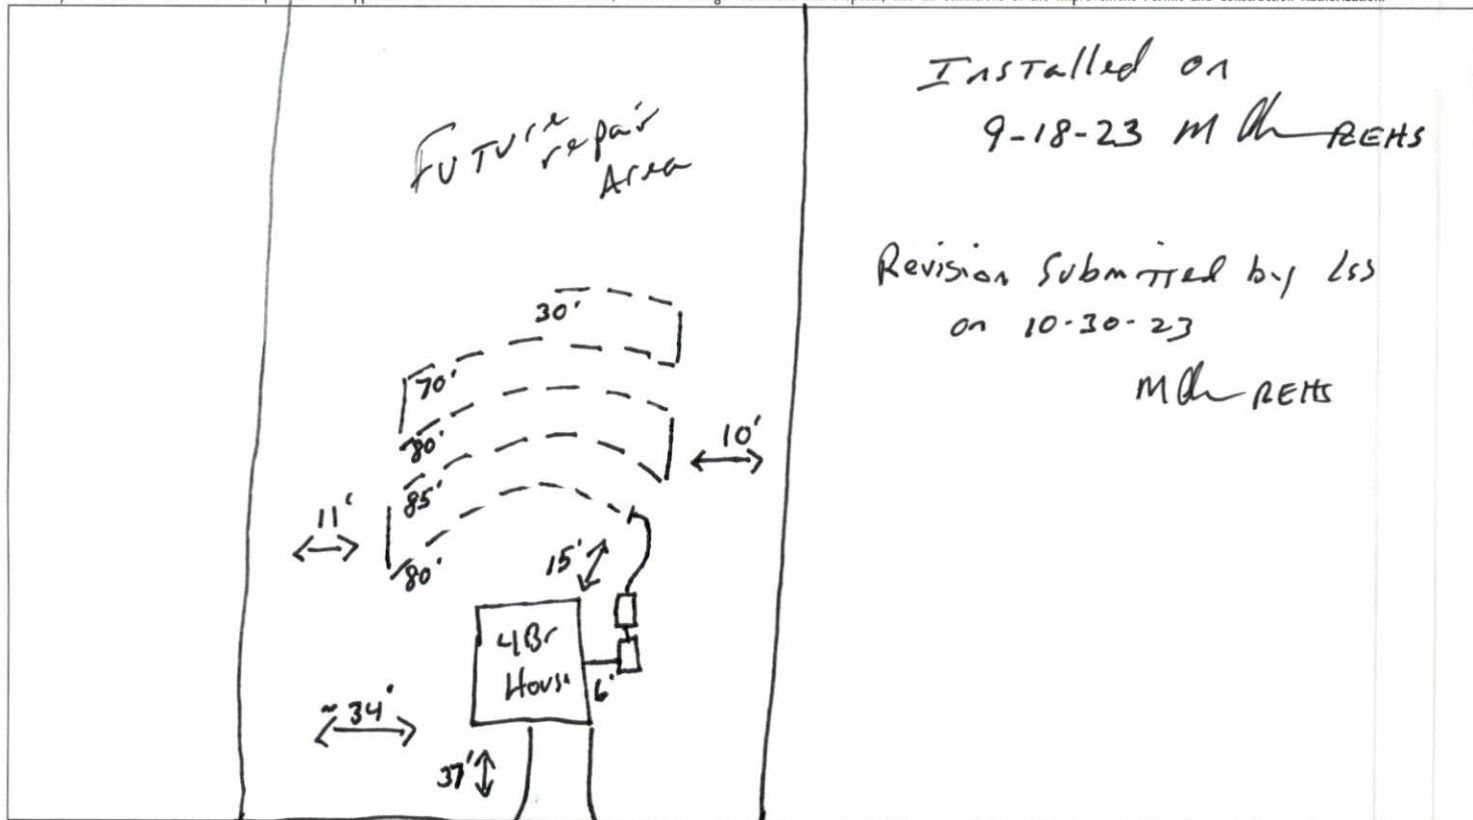 Future
repair
Area
30'
70'
80'
85'
80'
11'
10'
15'
4Br
House
6'
~34'
37'
Installed on
9-18-23 REHS
Revision Submitted by LSS
on 10-30-23
REHS